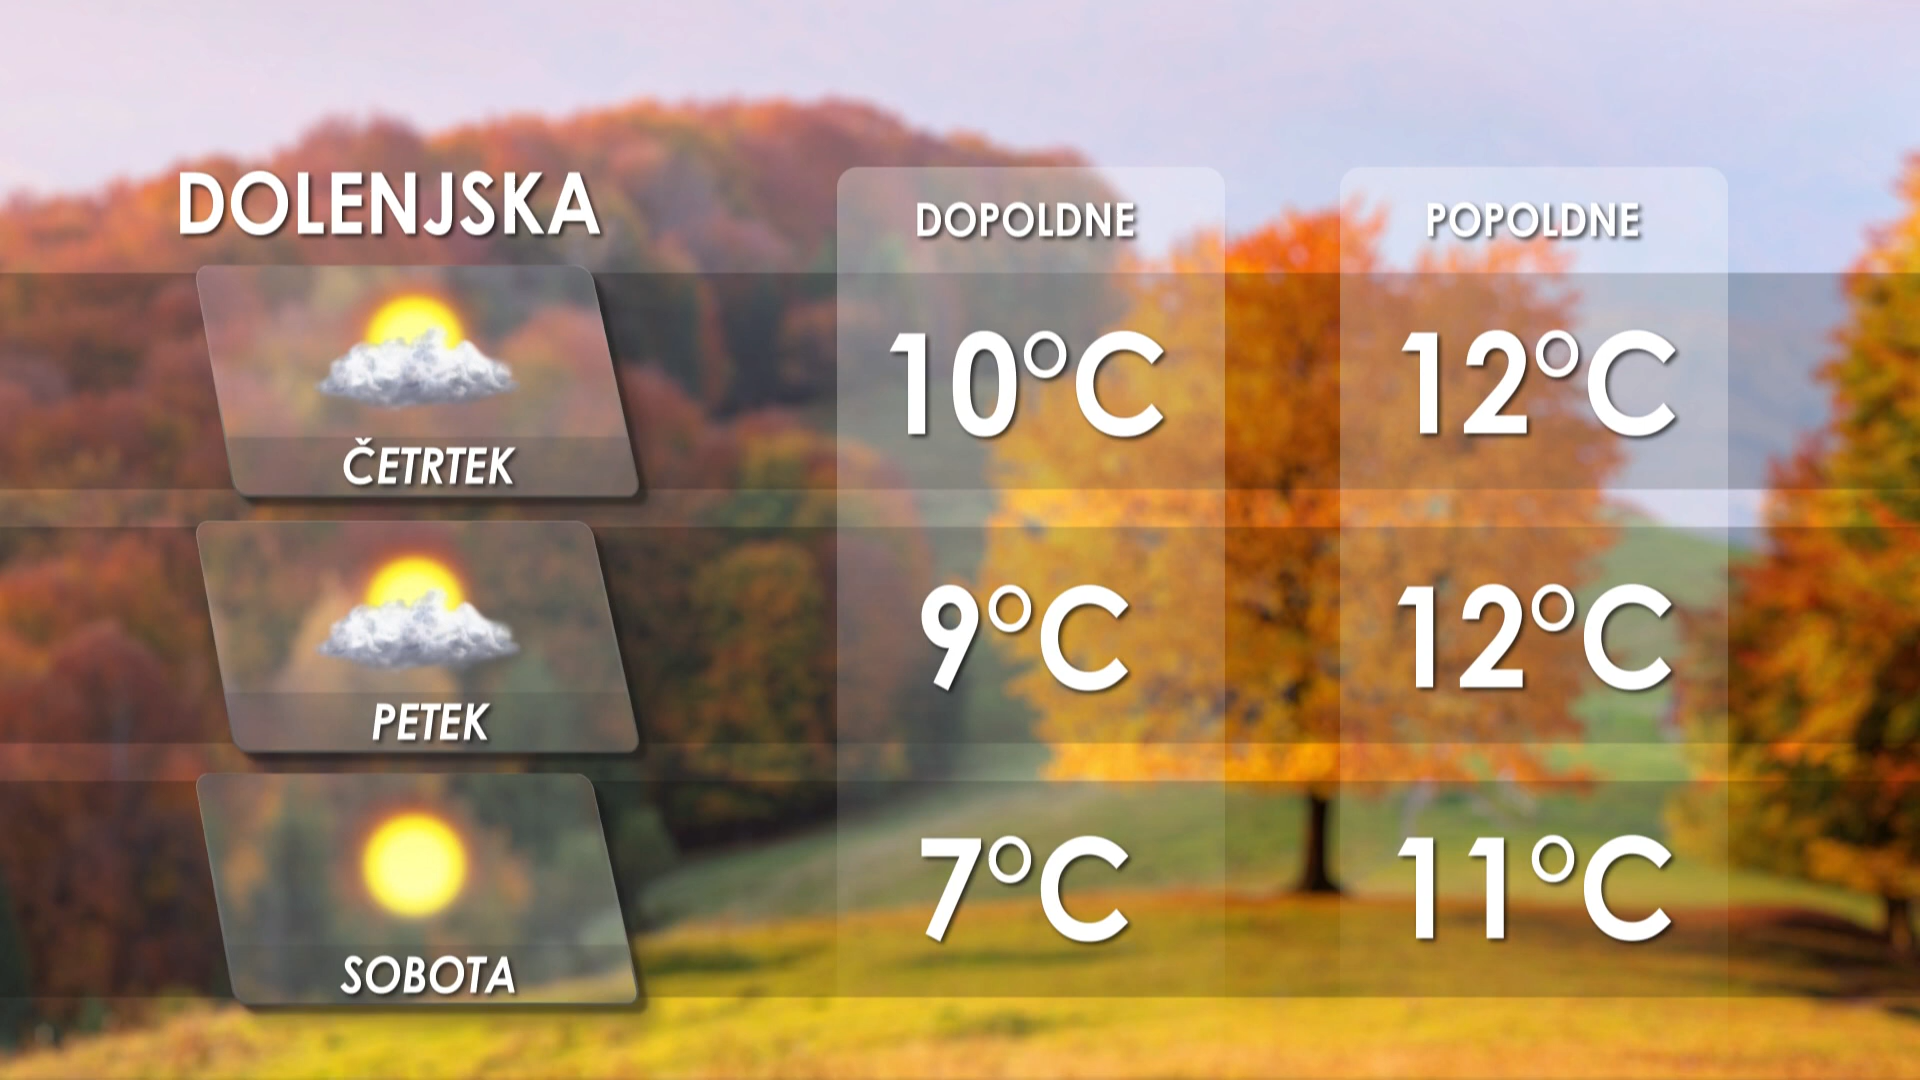 DOLENJSKA DOPOLDNE POPOLDNE
10°C 12°C
ČETRTEK
9°C 12°C
PETEK
7°C 11°C
SOBOTA